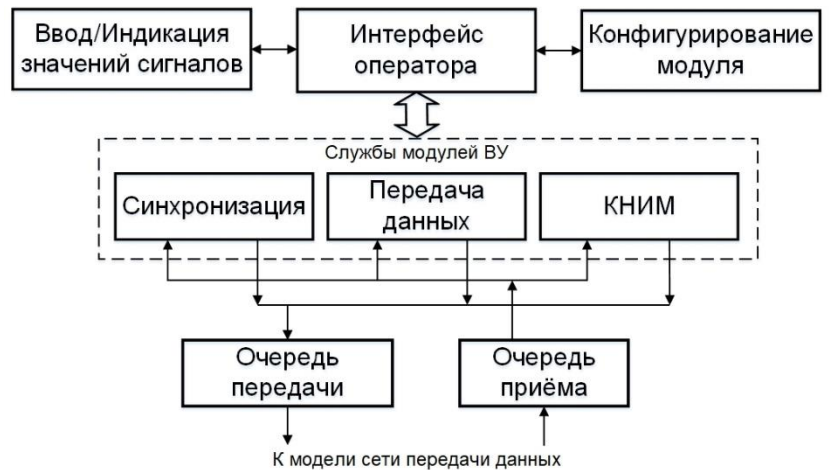 Ввод/Индикация
значений сигналов
Интерфейс
оператора
Конфигурирование
модуля
Службы модулей ВУ
Синхронизация
Передача
данных
КНИМ
Очередь
передачи
Очередь
приёма
К модели сети передачи данных